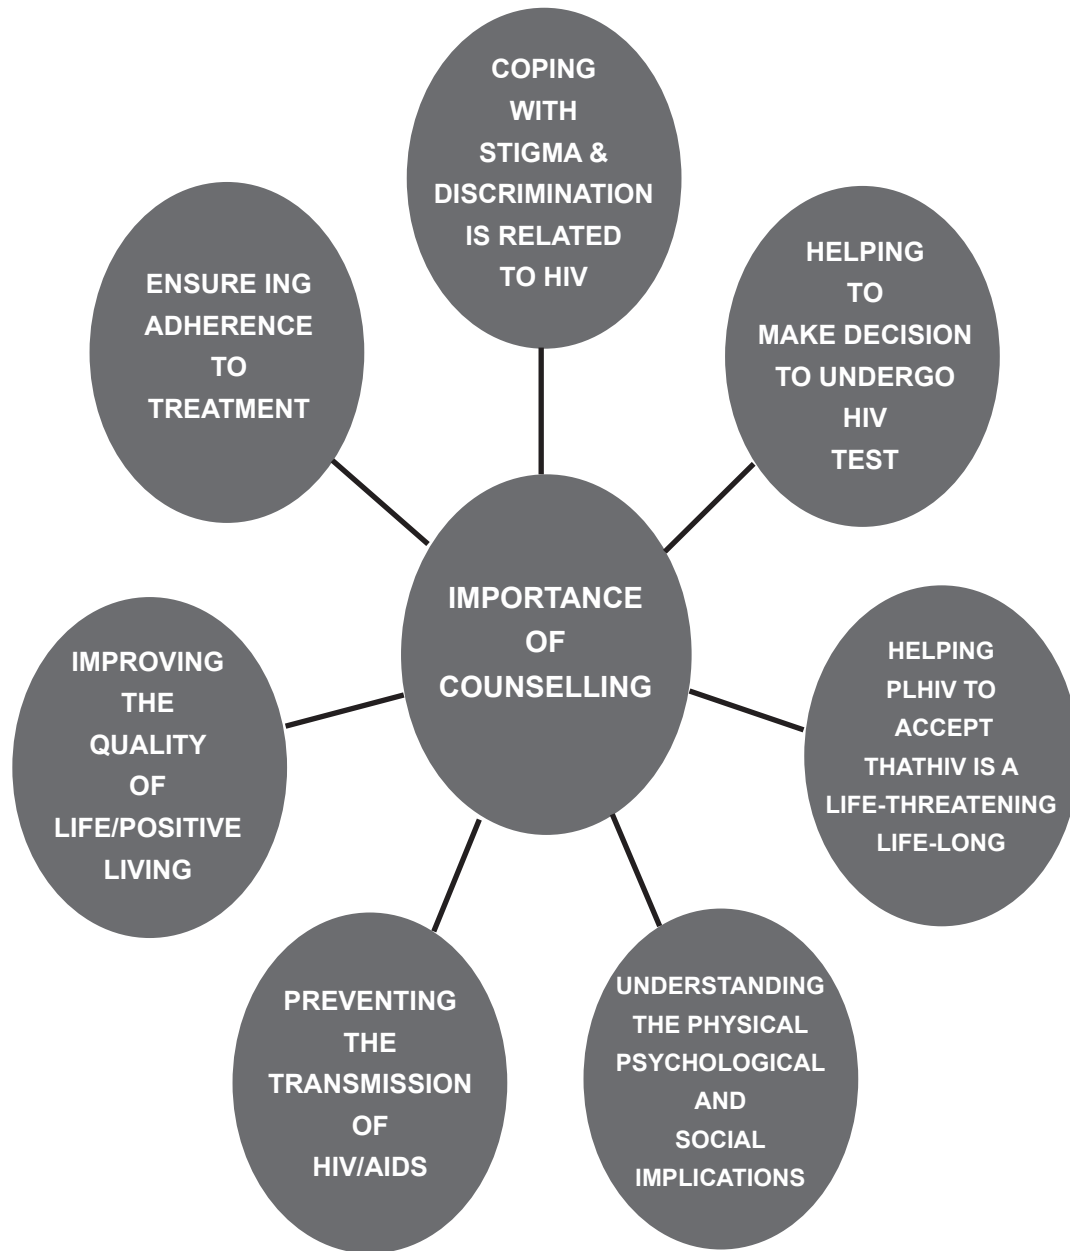 COPING
WITH
STIGMA &
DISCRIMINATION
IS RELATED
TO HIV
HELPING
TO
MAKE DECISION
TO UNDERGO
HIV
TEST
ENSURE ING
ADHERENCE
TO
TREATMENT
IMPORTANCE
OF
COUNSELLING
HELPING
PLHIV TO
ACCEPT
THATHIV IS A
LIFE-THREATENING
LIFE-LONG
IMPROVING
THE
QUALITY
OF
LIFE/POSITIVE
LIVING
UNDERSTANDING
THE PHYSICAL
PSYCHOLOGICAL
AND
SOCIAL
IMPLICATIONS
PREVENTING
THE
TRANSMISSION
OF
HIV/AIDS